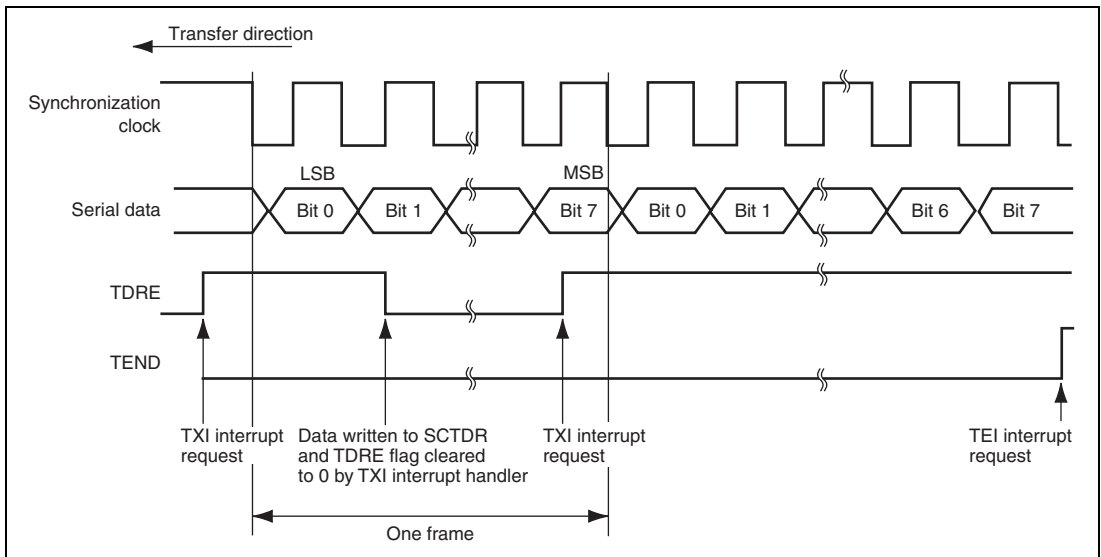 Transfer direction
Synchronization
clock
LSB
MSB
Serial data
Bit 0
Bit 1
Bit 7
Bit 0
Bit 1
Bit 6
Bit 7
TDRE
TEND
TXI interrupt
request
Data written to SCTDR
and TDRE flag cleared
to 0 by TXI interrupt handler
TXI interrupt
request
TEI interrupt
request
One frame